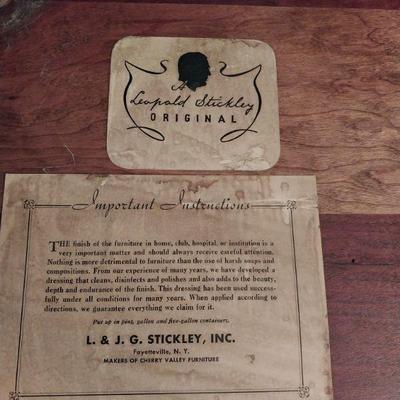 A
Leopold Stickley
ORIGINAL
Important Instructions
THE finish of the furniture in home, club, hospital, or institution is a
very important matter and should always receive careful attention.
Nothing is more detrimental to furniture than the use of harsh soaps and
compositions. From our experience of many years, we have developed a
dressing that cleans, disinfects and polishes and also adds to the beauty,
depth and endurance of the finish. This dressing has been used success-
fully under all conditions for many years. When applied according to
directions, we guarantee everything we claim for it.
Put up in pint, gallon and five-gallon containers.
L. & J. G. STICKLEY, INC.
Fayetteville, N. Y.
MAKERS OF CHERRY VALLEY FURNITURE